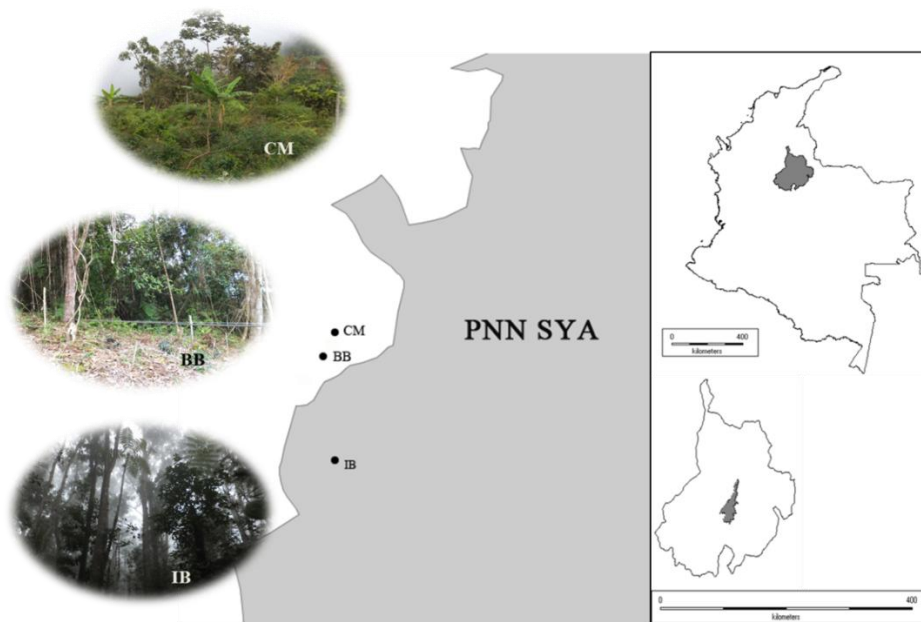 CM
CM
PNN SYA
BB
BB
IB
IB
0 400
kilometers
0 400
kilometers